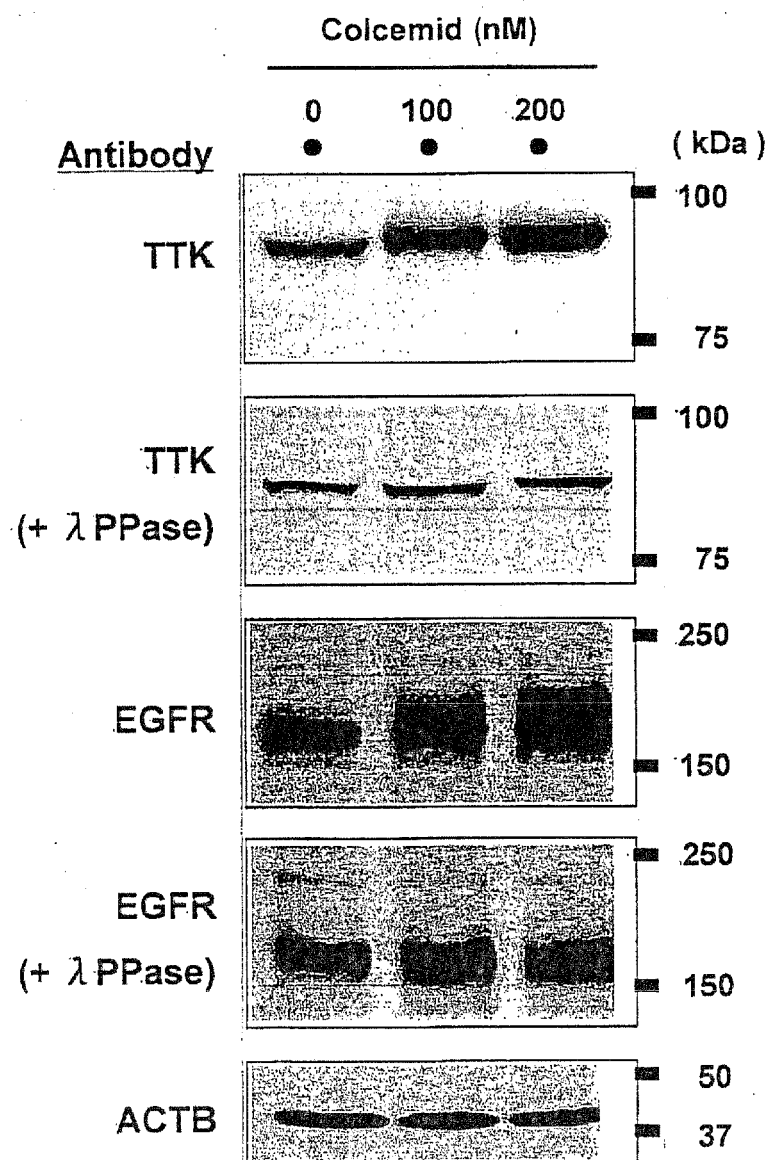 Colcemid (nM)
0 100 200
Antibody ( kDa )
100
TTK
75
100
TTK
(+ λ PPase)
75
250
EGFR
150
250
EGFR
(+ λ PPase)
150
50
ACTB
37